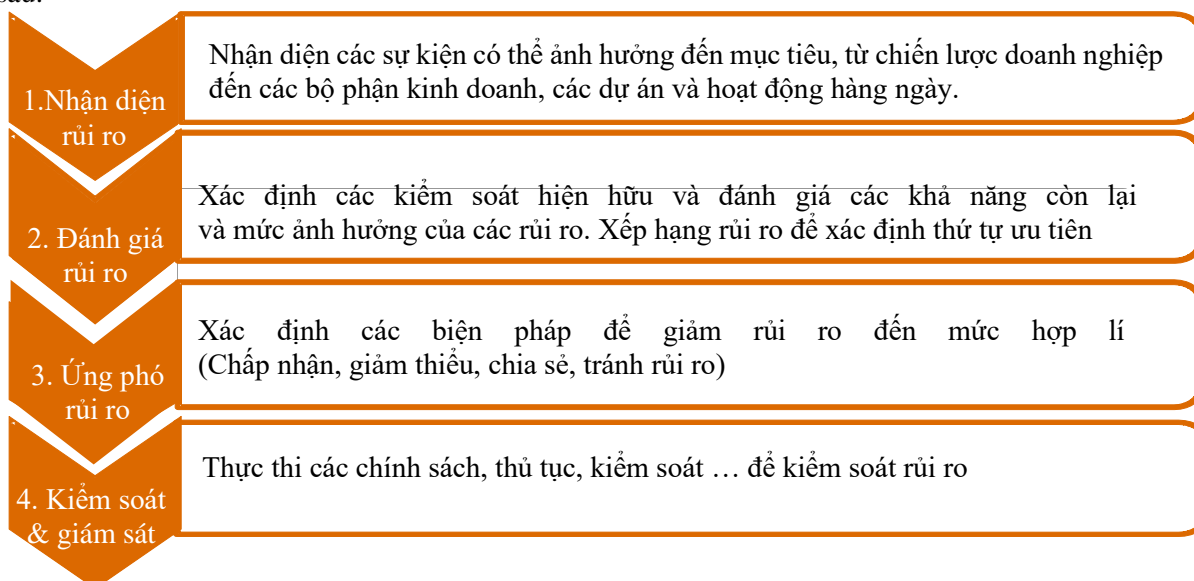 sau:
1.Nhận diện
rủi ro
Nhận diện các sự kiện có thể ảnh hưởng đến mục tiêu, từ chiến lược doanh nghiệp
đến các bộ phận kinh doanh, các dự án và hoạt động hàng ngày.
2. Đánh giá
rủi ro
Xác định các kiểm soát hiện hữu và đánh giá các khả năng còn lại
và mức ảnh hưởng của các rủi ro. Xếp hạng rủi ro để xác định thứ tự ưu tiên
3. Ứng phó
rủi ro
Xác định các biện pháp để giảm rủi ro đến mức hợp lí
(Chấp nhận, giảm thiểu, chia sẻ, tránh rủi ro)
4. Kiểm soát
& giám sát
Thực thi các chính sách, thủ tục, kiểm soát … để kiểm soát rủi ro